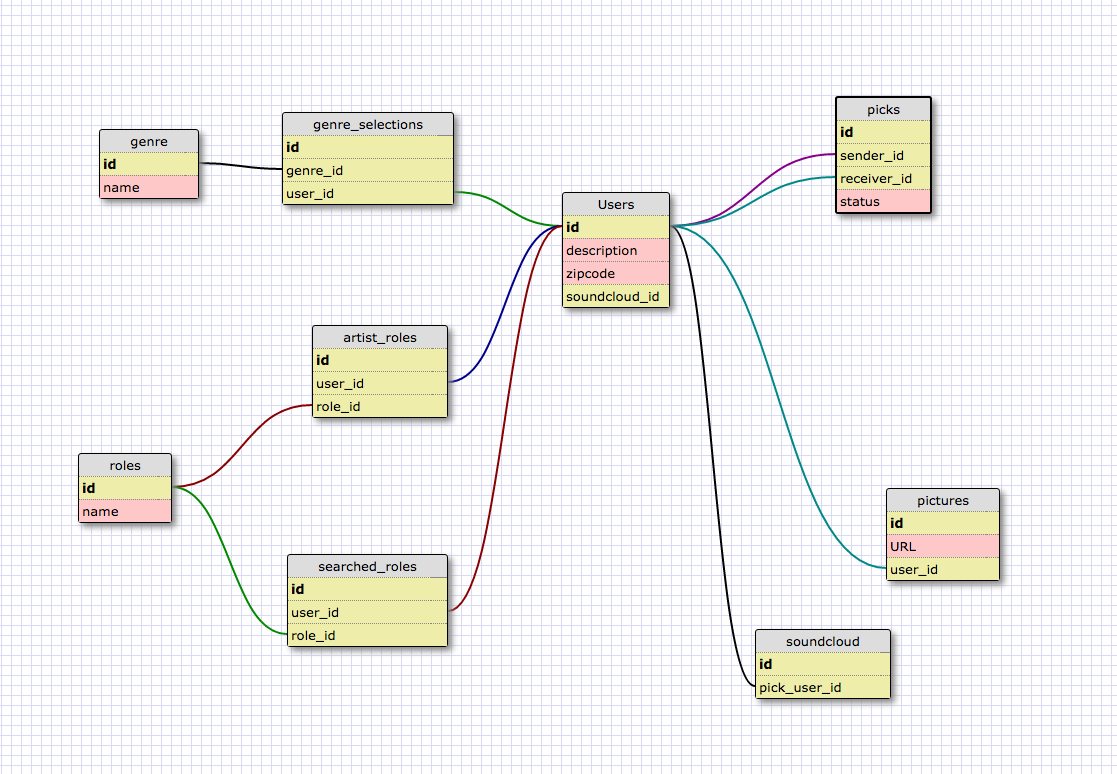 genre
id
name
genre_selections
id
genre_id
user_id
Users
id
description
zipcode
soundcloud_id
picks
id
sender_id
receiver_id
status
artist_roles
id
user_id
role_id
roles
id
name
searched_roles
id
user_id
role_id
pictures
id
URL
user_id
soundcloud
id
pick_user_id